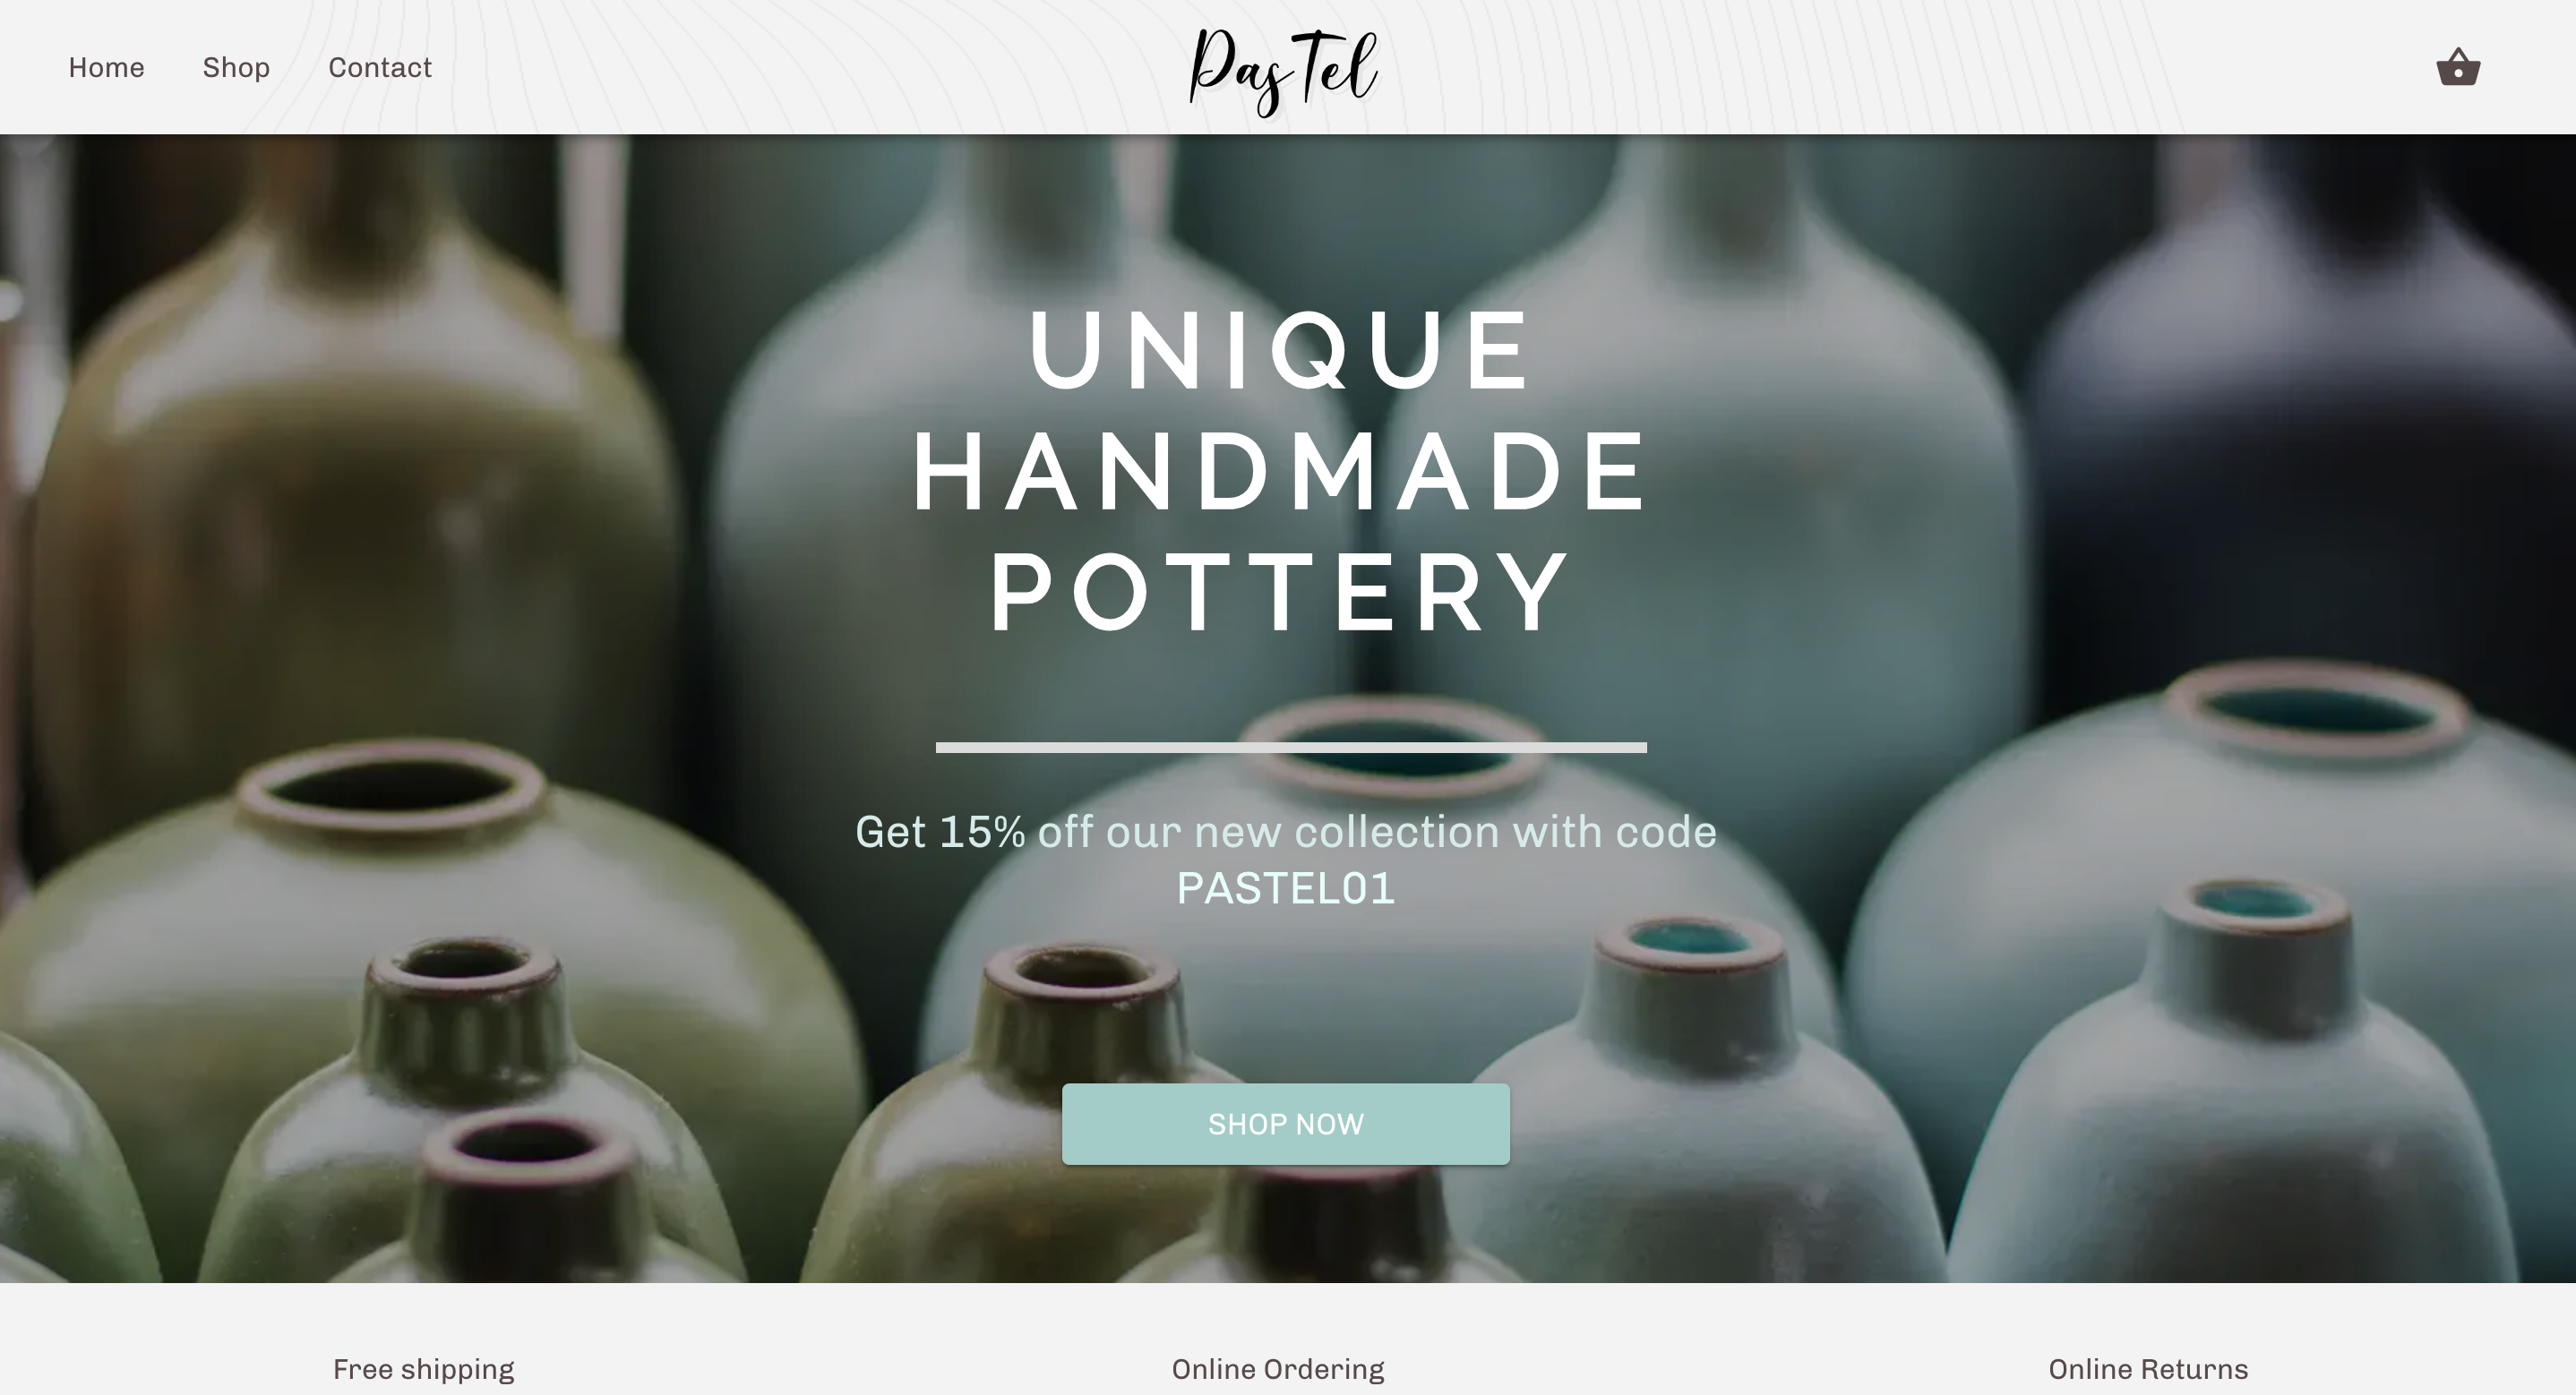 Home Shop Contact
PasTel
UNIQUE
HANDMADE
POTTERY
Get 15% off our new collection with code
PASTEL01
SHOP NOW
Free shipping
Online Ordering
Online Returns